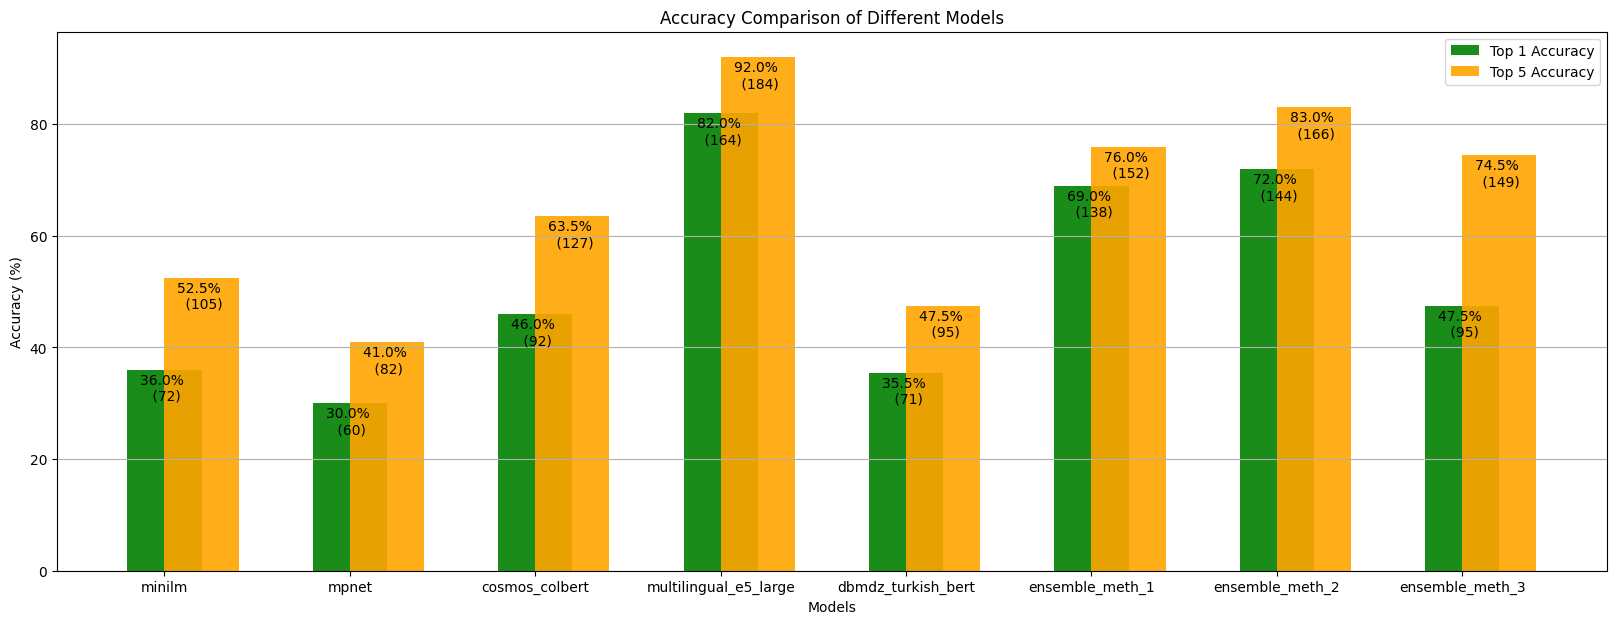 Accuracy Comparison of Different Models
Top 1 Accuracy
Top 5 Accuracy
Accuracy (%)
80
60
40
20
0
36.0%
(72)
52.5%
(105)
30.0%
(60)
41.0%
(82)
46.0%
(92)
63.5%
(127)
82.0%
(164)
92.0%
(184)
35.5%
(71)
47.5%
(95)
69.0%
(138)
76.0%
(152)
72.0%
(144)
83.0%
(166)
47.5%
(95)
74.5%
(149)
minilm
mpnet
cosmos_colbert
multilingual_e5_large
dbmdz_turkish_bert
ensemble_meth_1
ensemble_meth_2
ensemble_meth_3
Models